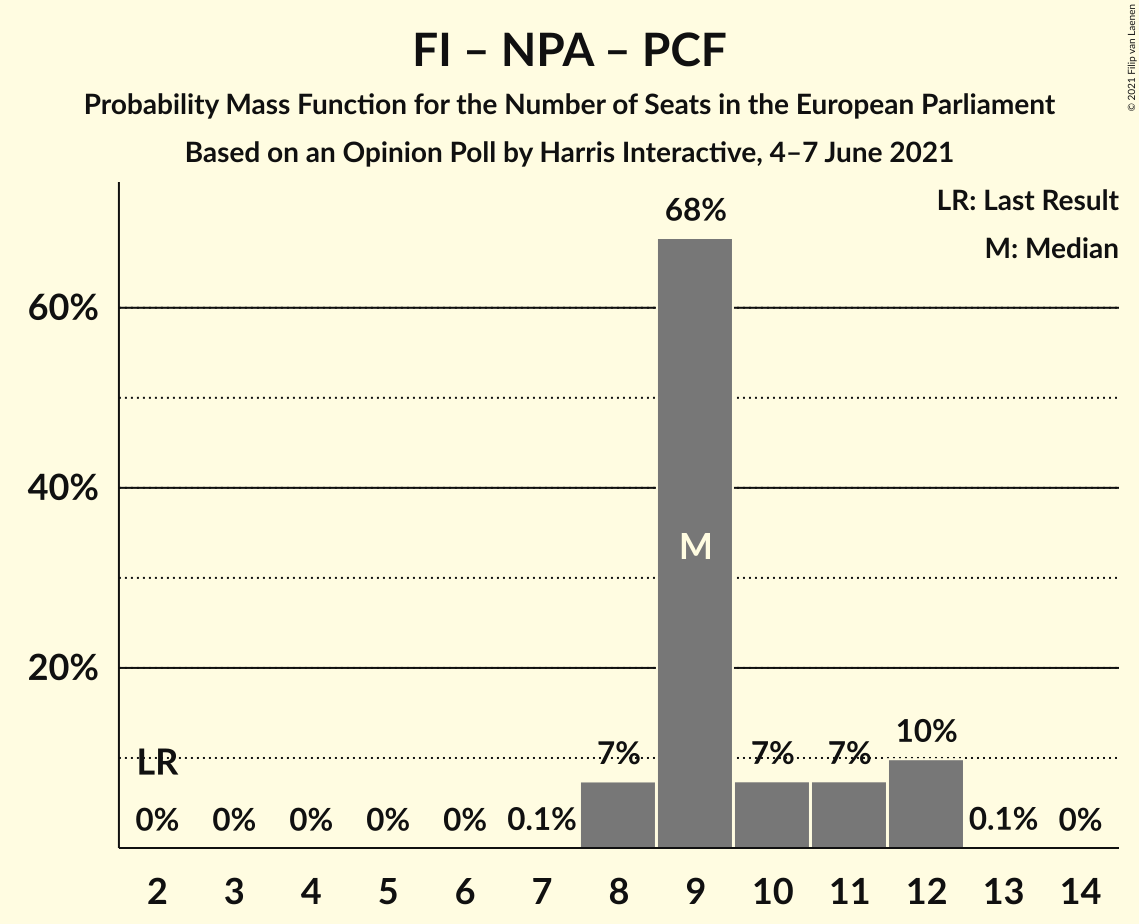 FI – NPA – PCF
Probability Mass Function for the Number of Seats in the European Parliament
Based on an Opinion Poll by Harris Interactive, 4–7 June 2021
© 2021 Filip van Laenen
LR: Last Result
M: Median
68%
60%
40%
M
20%
LR
7%
7%
7%
10%
0%
0%
0%
0%
0%
0.1%
0.1%
0%
2 3 4 5 6 7 8 9 10 11 12 13 14